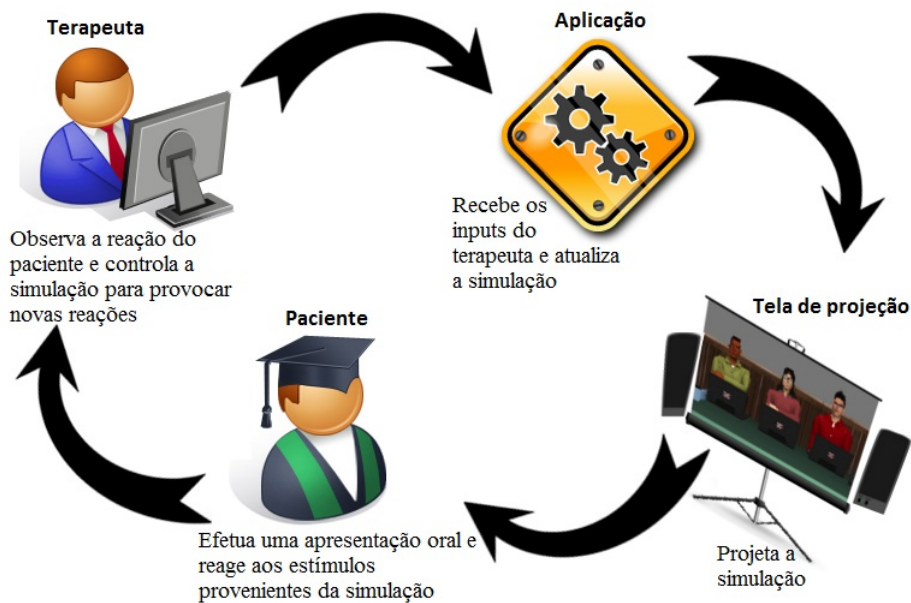 Terapeuta
Observa a reação do
paciente e controla a
simulação para provocar
novas reações
Aplicação
Recebe os
inputs do
terapeuta e atualiza
a simulação
Tela de projeção
Projeta a
simulação
Paciente
Efetua uma apresentação oral e
reage aos estímulos
provenientes da simulação